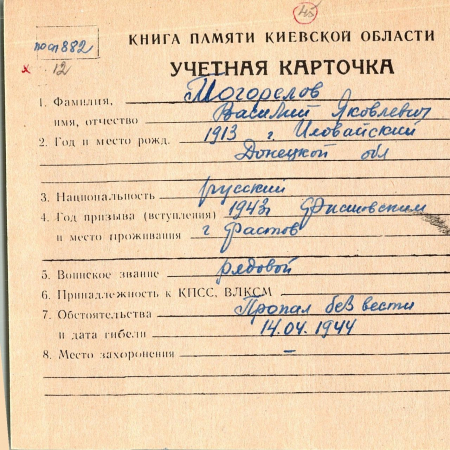 45
посп 882
х 12
КНИГА ПАМЯТИ КИЕВСКОЙ ОБЛАСТИ
УЧЕТНАЯ КАРТОЧКА
1. Фамилия, Могорелов
имя, отчество Василий Яковлевич
2. Год и место рожд. 1913 г. Иловайский
Донецкой обл
3. Национальность русский
4. Год призыва (вступления) 1943г
и место проживания г Фастов
5. Воинское звание рядовой
6. Принадлежность к КПСС, ВЛКСМ
7. Обстоятельства Пропал без вести
и дата гибели 14.04.1944
8. Место захоронения –